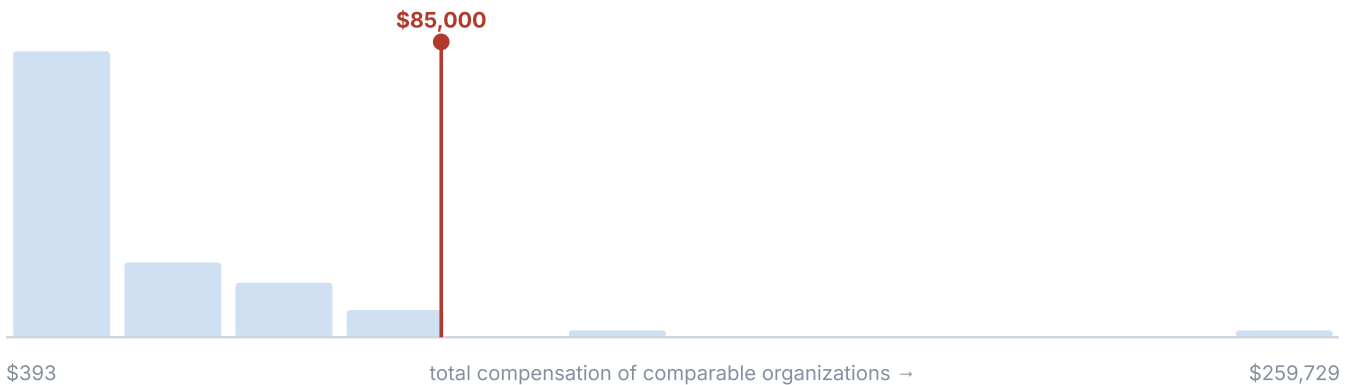 $85,000
$393 total compensation of comparable organizations → $259,729